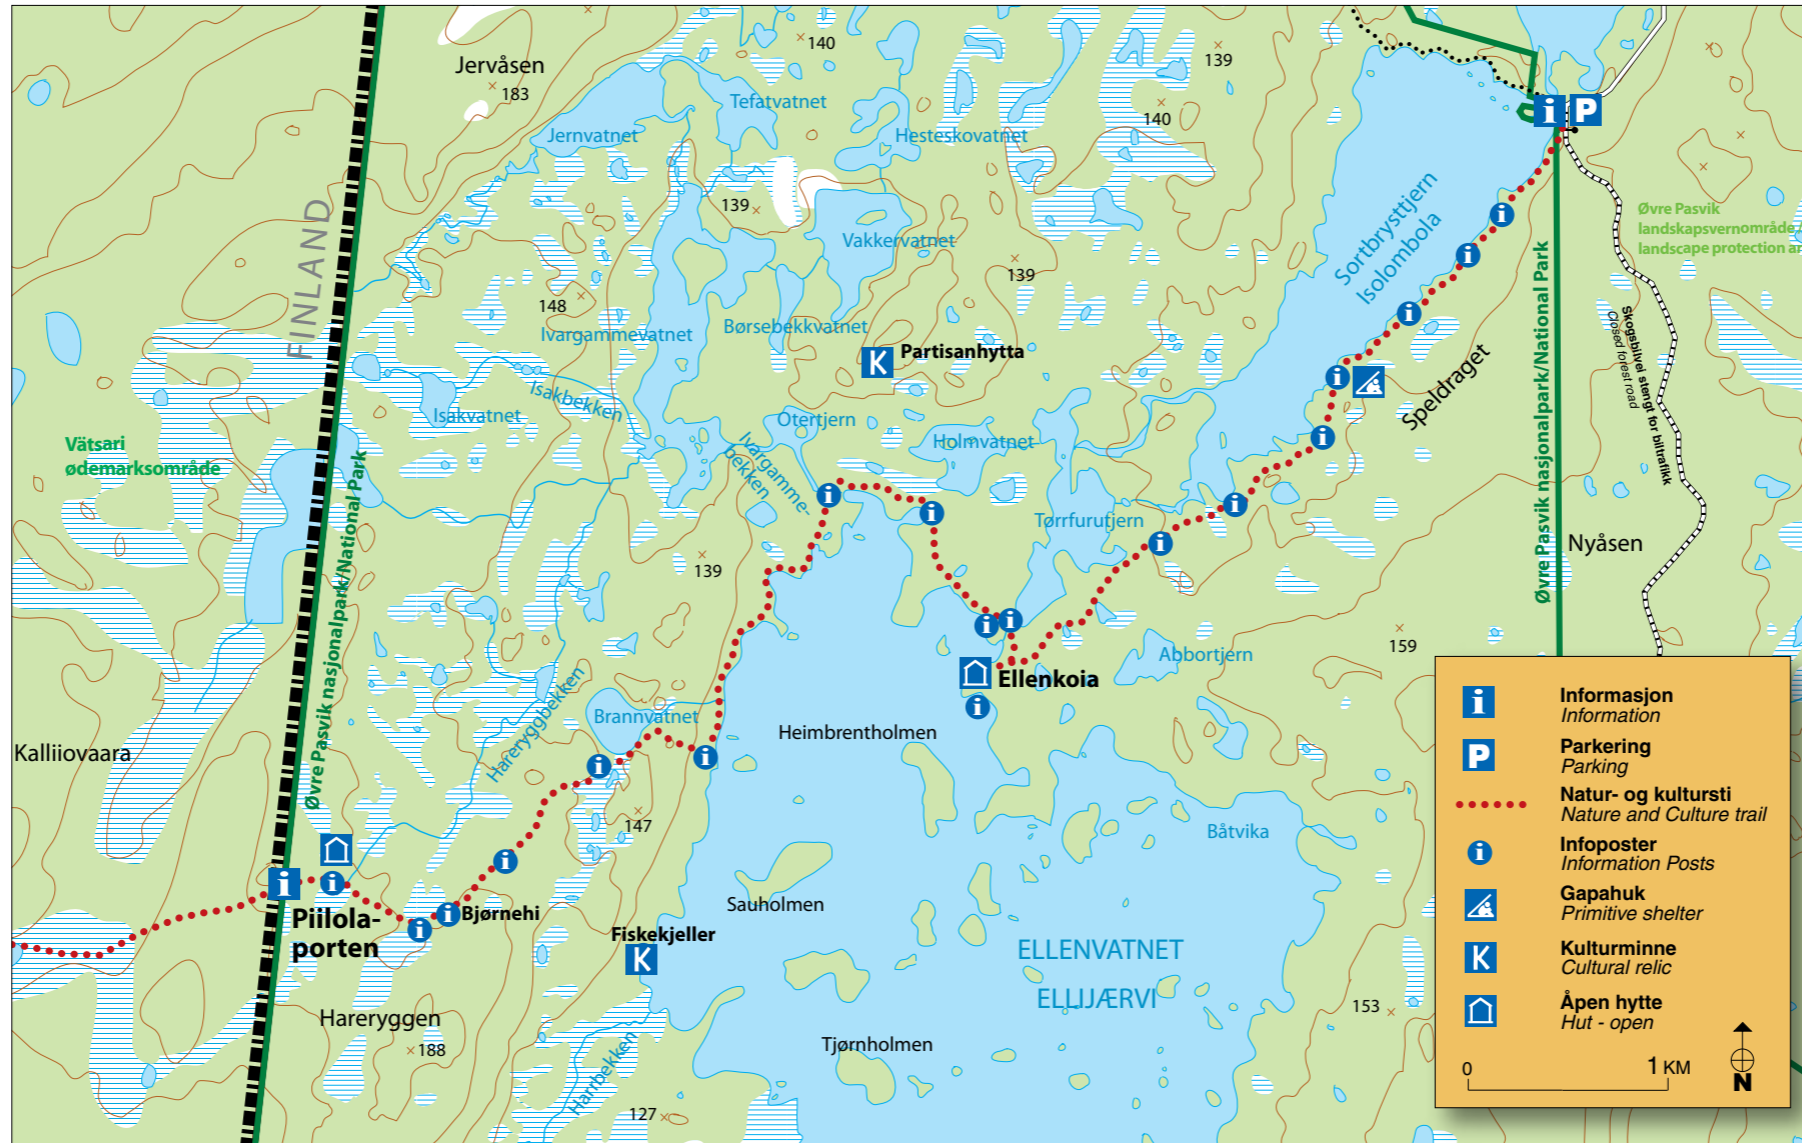 140
139
Jervåsen
183
Tefatvatnet
140
Jernvatnet
Hesteskovatnet
i
P
FINLAND
139
Vakkervatnet
139
Sortbrysttjern
Isolombola
Øvre Pasvik
landskapsvernområde /
landscape protection ar
148
Ivargammevatnet
Børsebekkvatnet
K
Partisanhytta
Skogsbilvei stengt for biltrafikk
Closed forest road
Speldraget
Isakvatnet
Isakbekken
Otertjern
Holmvatnet
Vätsari
ødemarksområde
Ivargamme-
bekken
Tørrfurutjern
Nyåsen
139
Øvre Pasvik nasjonalpark/National Park
Øvre Pasvik nasjonalpark/National Park
159
Abbortjern
Ellenkoia
Hareryggbekken
Brannvatnet
Heimbrentholmen
Kalliiovaara
147
Båtvika
i
Piilola-
porten
Bjørnehi
Sauholmen
Fiskekjeller
K
ELLENVATNET
ELLIJÆRVI
153
Hareryggen
188
Tjørnholmen
Harrbekken
127
i
Informasjon
Information
P
Parkering
Parking
Natur- og kultursti
Nature and Culture trail
i
Infoposter
Information Posts
Gapahuk
Primitive shelter
K
Kulturminne
Cultural relic
Åpen hytte
Hut - open
0
1 KM
N